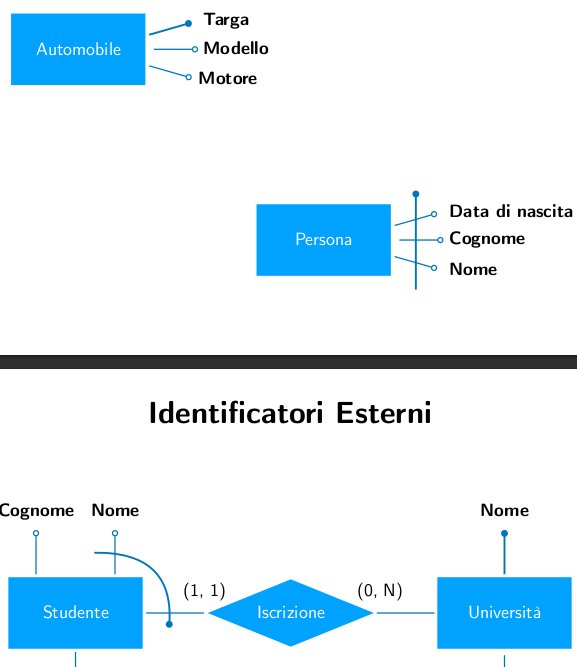 Targa
Automobile
Modello
Motore
Data di nascita
Persona
Cognome
Nome
Identificatori Esterni
Cognome Nome Nome
(1, 1) (0, N)
Studente Iscrizione Università